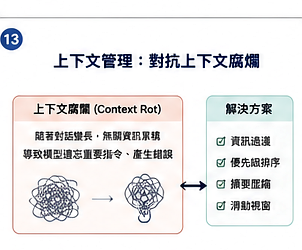 13
上下文管理：對抗上下文腐爛
上下文腐爛 (Context Rot)
隨著對話變長，無關資訊累積
導致模型遺忘重要指令、產生錯誤
解決方案
資訊過濾
優先級排序
摘要壓縮
滑動視窗